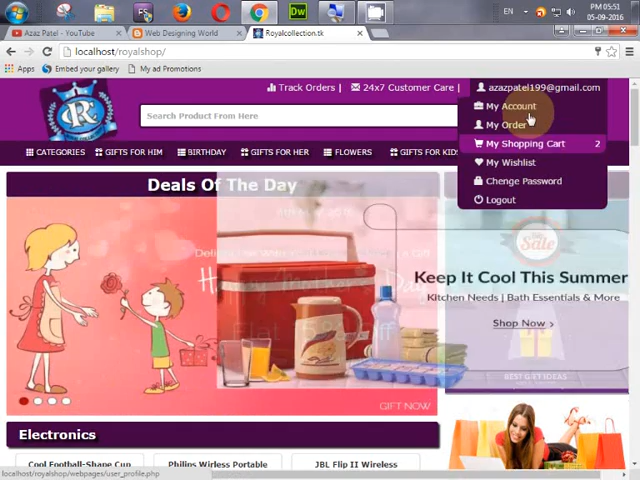 EN
PM 05:51
05-09-2016
Azaz Patel - YouTube
Web Designing World
Royalcollection.tk
localhost/royalshop/
Apps
Embed your gallery
My ad Promotions
Track Orders |
24x7 Customer Care |
azazpatel199@gmail.com
Search Product From Here
My Account
My Order
My Shopping Cart 2
My Wishlist
Chenge Password
Logout
CATEGORIES
GIFTS FOR HIM
BIRTHDAY
GIFTS FOR HER
FLOWERS
GIFTS FOR KIDS
Deals Of The Day
Sale
Keep It Cool This Summer
Kitchen Needs | Bath Essentials & More
Shop Now >
Happy Mother's Day
BEST GIFT IDEAS
GIFT NOW
Electronics
Cool Football-Shape Cup
Philips Wirless Portable
JBL Flip II Wireless
localhost/royalshop/webpages/user_profile.php